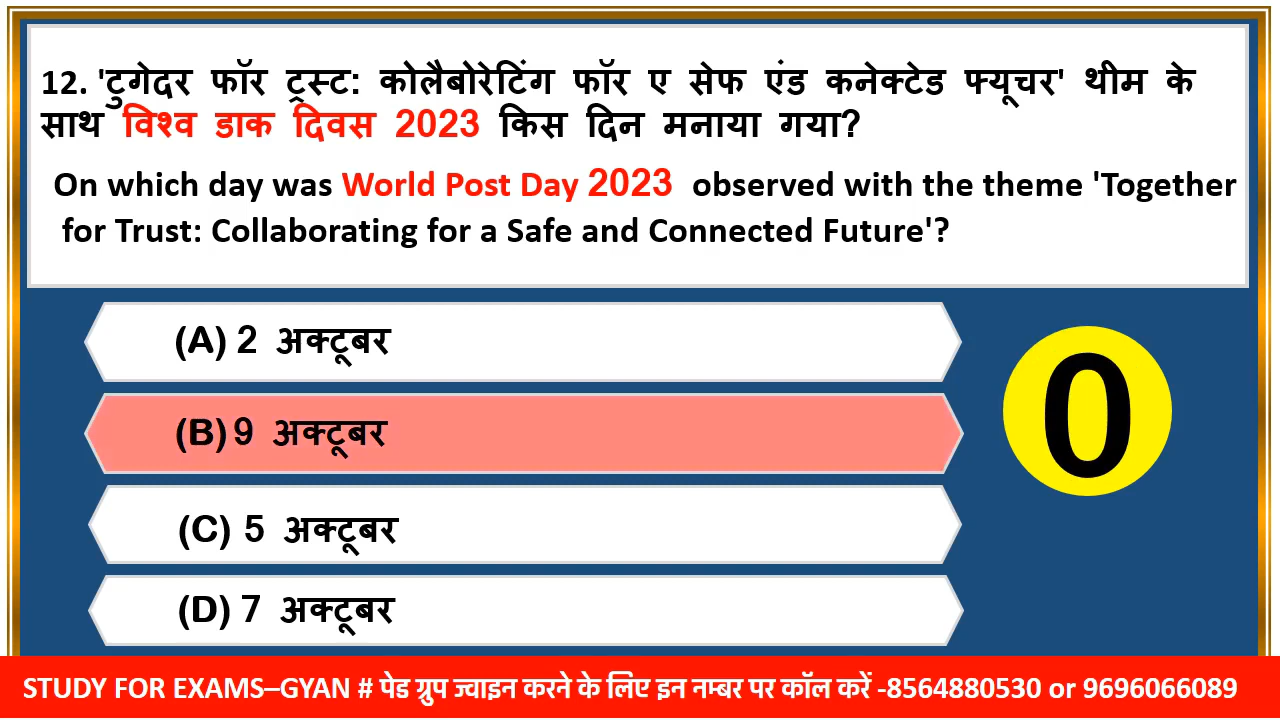 12. 'टुगेदर फॉर ट्रस्ट: कोलैबोरेटिंग फॉर ए सेफ एंड कनेक्टेड फ्यूचर' थीम के
साथ विश्व डाक दिवस 2023 किस दिन मनाया गया?
On which day was World Post Day 2023 observed with the theme 'Together
for Trust: Collaborating for a Safe and Connected Future'?
(A) 2 अक्टूबर
(B) 9 अक्टूबर
0
(C) 5 अक्टूबर
(D) 7 अक्टूबर
STUDY FOR EXAMS–GYAN # पेड ग्रुप ज्वाइन करने के लिए इन नम्बर पर कॉल करें -8564880530 or 9696066089